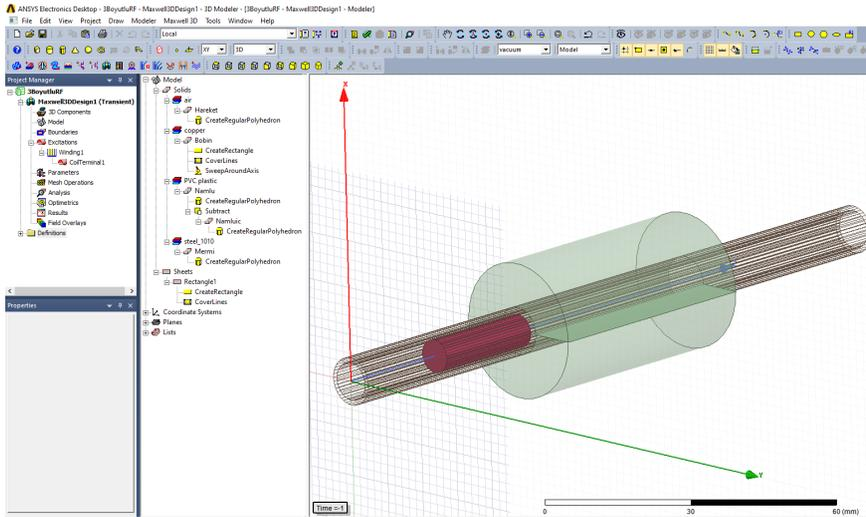 ANSYS Electronics Desktop - 3BoyutluRF - Maxwell3DDesign1 - 3D Modeler - [3BoyutluRF - Maxwell3DDesign1 - Modeler]
File Edit View Project Draw Modeler Maxwell 3D Tools Window Help
Local
XY 3D vacuum Model
Project Manager
3BoyutluRF
Maxwell3DDesign1 (Transient)
3D Components
Model
Boundaries
Excitations
Winding1
CoilTerminal1
Parameters
Mesh Operations
Analysis
Optimetrics
Results
Field Overlays
Definitions
Properties
Model
Solids
air
Hareket
CreateRegularPolyhedron
copper
Bobin
CreateRectangle
CoverLines
SweepAroundAxis
PVC plastic
Namlu
CreateRegularPolyhedron
Subtract
Namluic
CreateRegularPolyhedron
steel_1010
Mermi
CreateRegularPolyhedron
Sheets
Rectangle1
CreateRectangle
CoverLines
Coordinate Systems
Planes
Lists
X
Y
Time =-1
0 30 60 (mm)